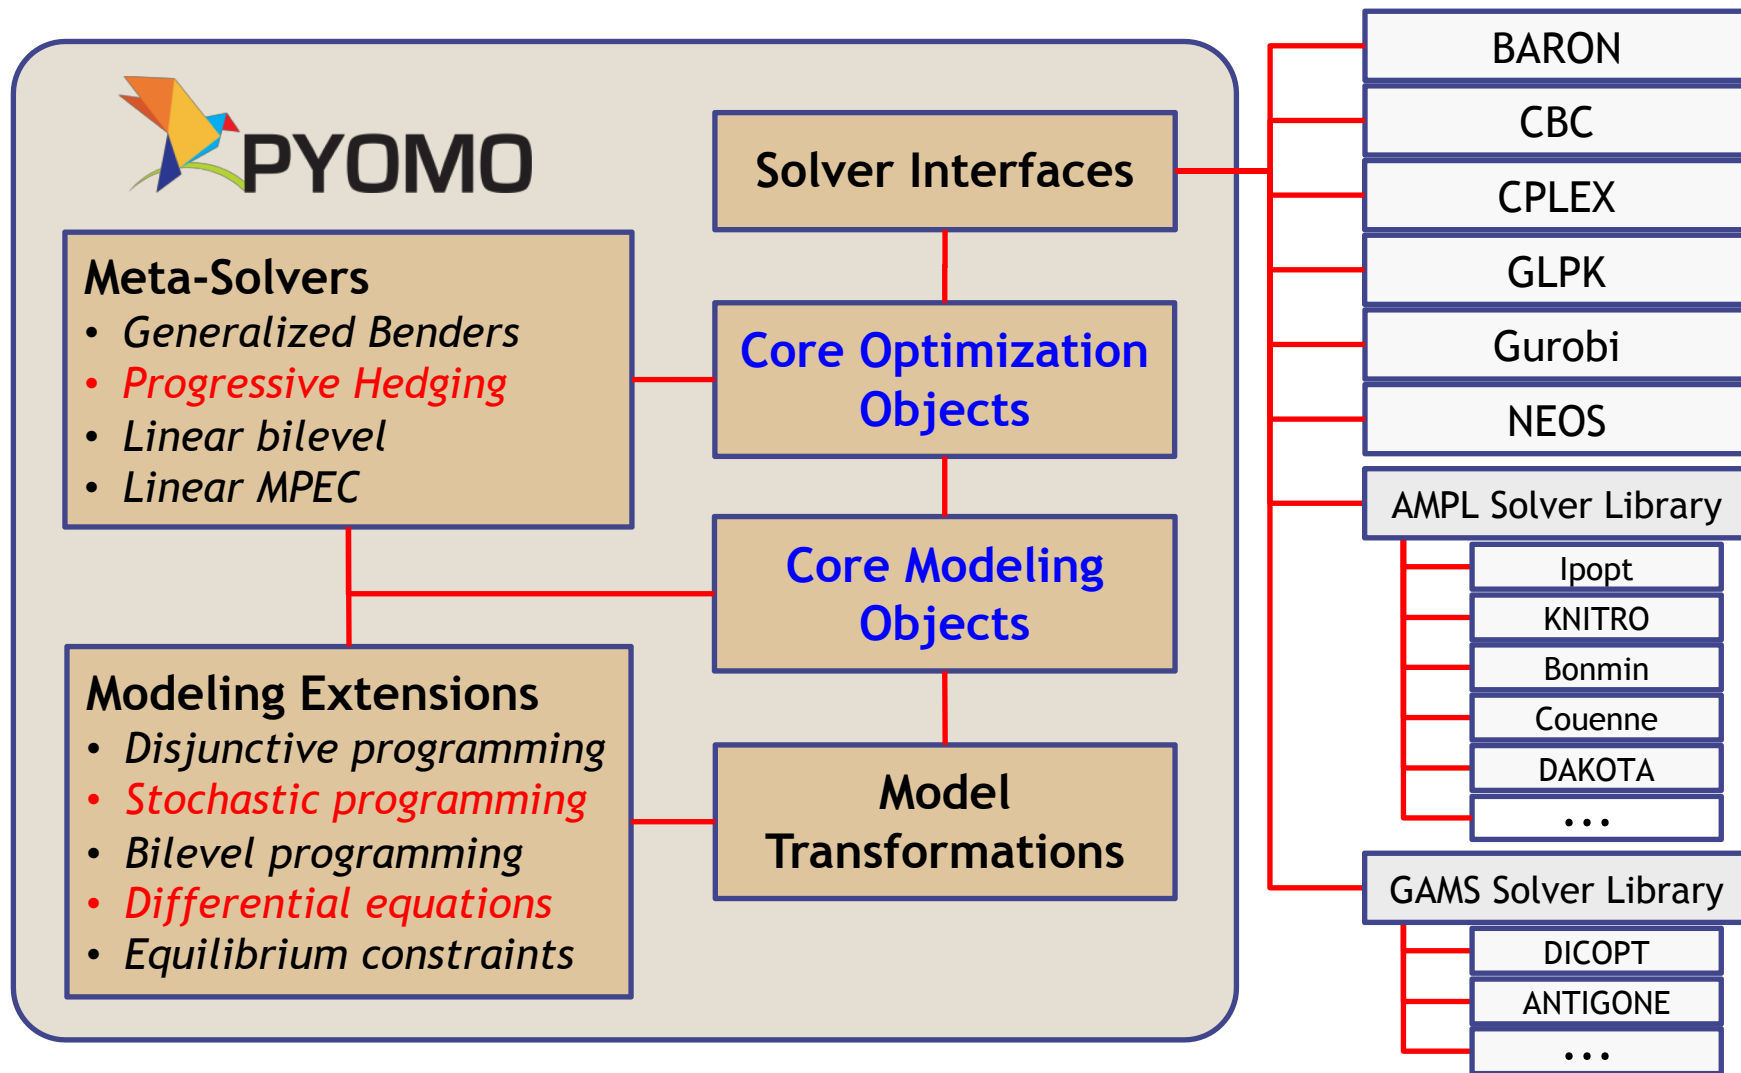 PYOMO
Solver Interfaces
Meta-Solvers
• Generalized Benders
• Progressive Hedging
• Linear bilevel
• Linear MPEC
Core Optimization
Objects
Core Modeling
Objects
Modeling Extensions
• Disjunctive programming
• Stochastic programming
• Bilevel programming
• Differential equations
• Equilibrium constraints
Model
Transformations
BARON
CBC
CPLEX
GLPK
Gurobi
NEOS
AMPL Solver Library
Ipopt
KNITRO
Bonmin
Couenne
DAKOTA
...
GAMS Solver Library
DICOPT
ANTIGONE
...